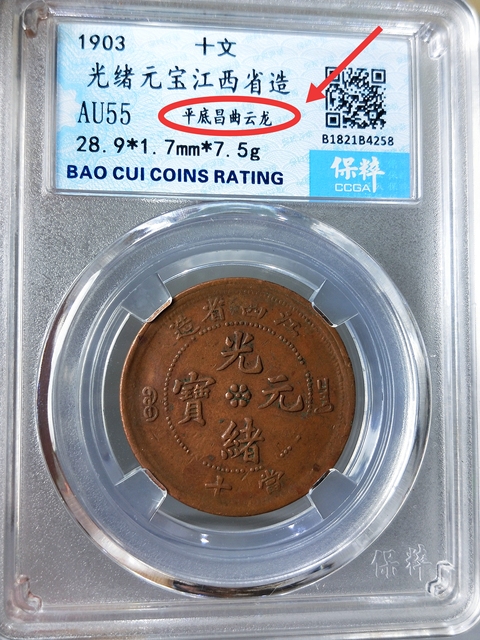 1903 十文
光绪元宝江西省造
AU55 平底昌曲云龙
B1821B4258
28.9*1.7mm*7.5g
保粹
CCGA
BAO CUI COINS RATING
造省西江
光
寶 元
緒
十當
保粹